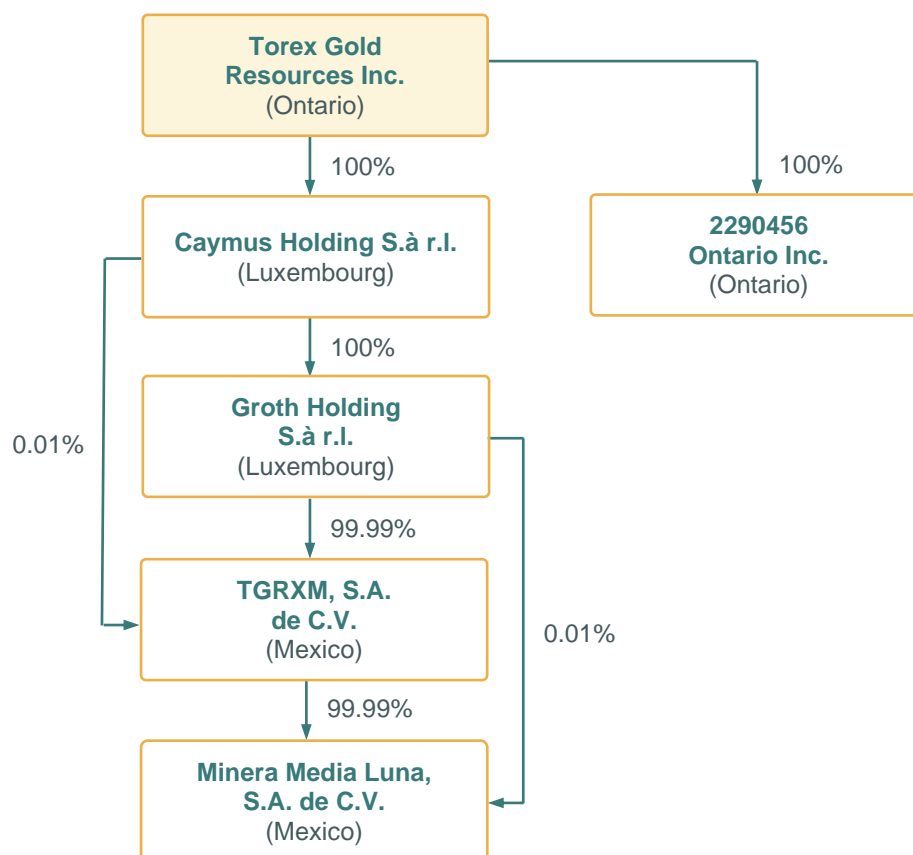 Torex Gold
Resources Inc.
(Ontario)
100%
100%
Caymus Holding S.à r.l.
(Luxembourg)
2290456
Ontario Inc.
(Ontario)
100%
Groth Holding
S.à r.l.
(Luxembourg)
0.01%
99.99%
TGRXM, S.A.
de C.V.
(Mexico)
0.01%
99.99%
Minera Media Luna,
S.A. de C.V.
(Mexico)